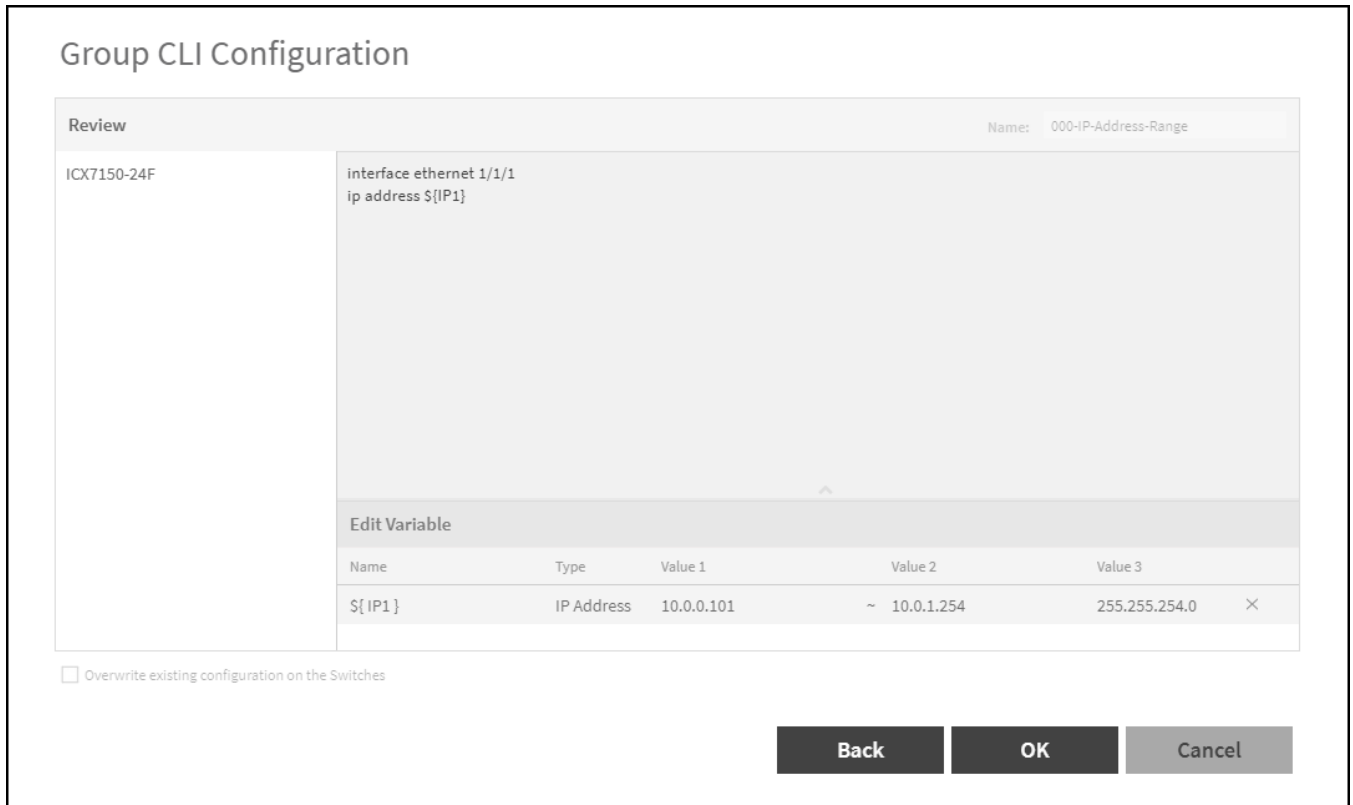 Group CLI Configuration
Review Name: 000-IP-Address-Range
ICX7150-24F
interface ethernet 1/1/1
ip address ${IP1}
Edit Variable
Name Type Value 1 Value 2 Value 3
${ IP1 } IP Address 10.0.0.101 ~ 10.0.1.254 255.255.254.0 ×
Overwrite existing configuration on the Switches
Back OK Cancel